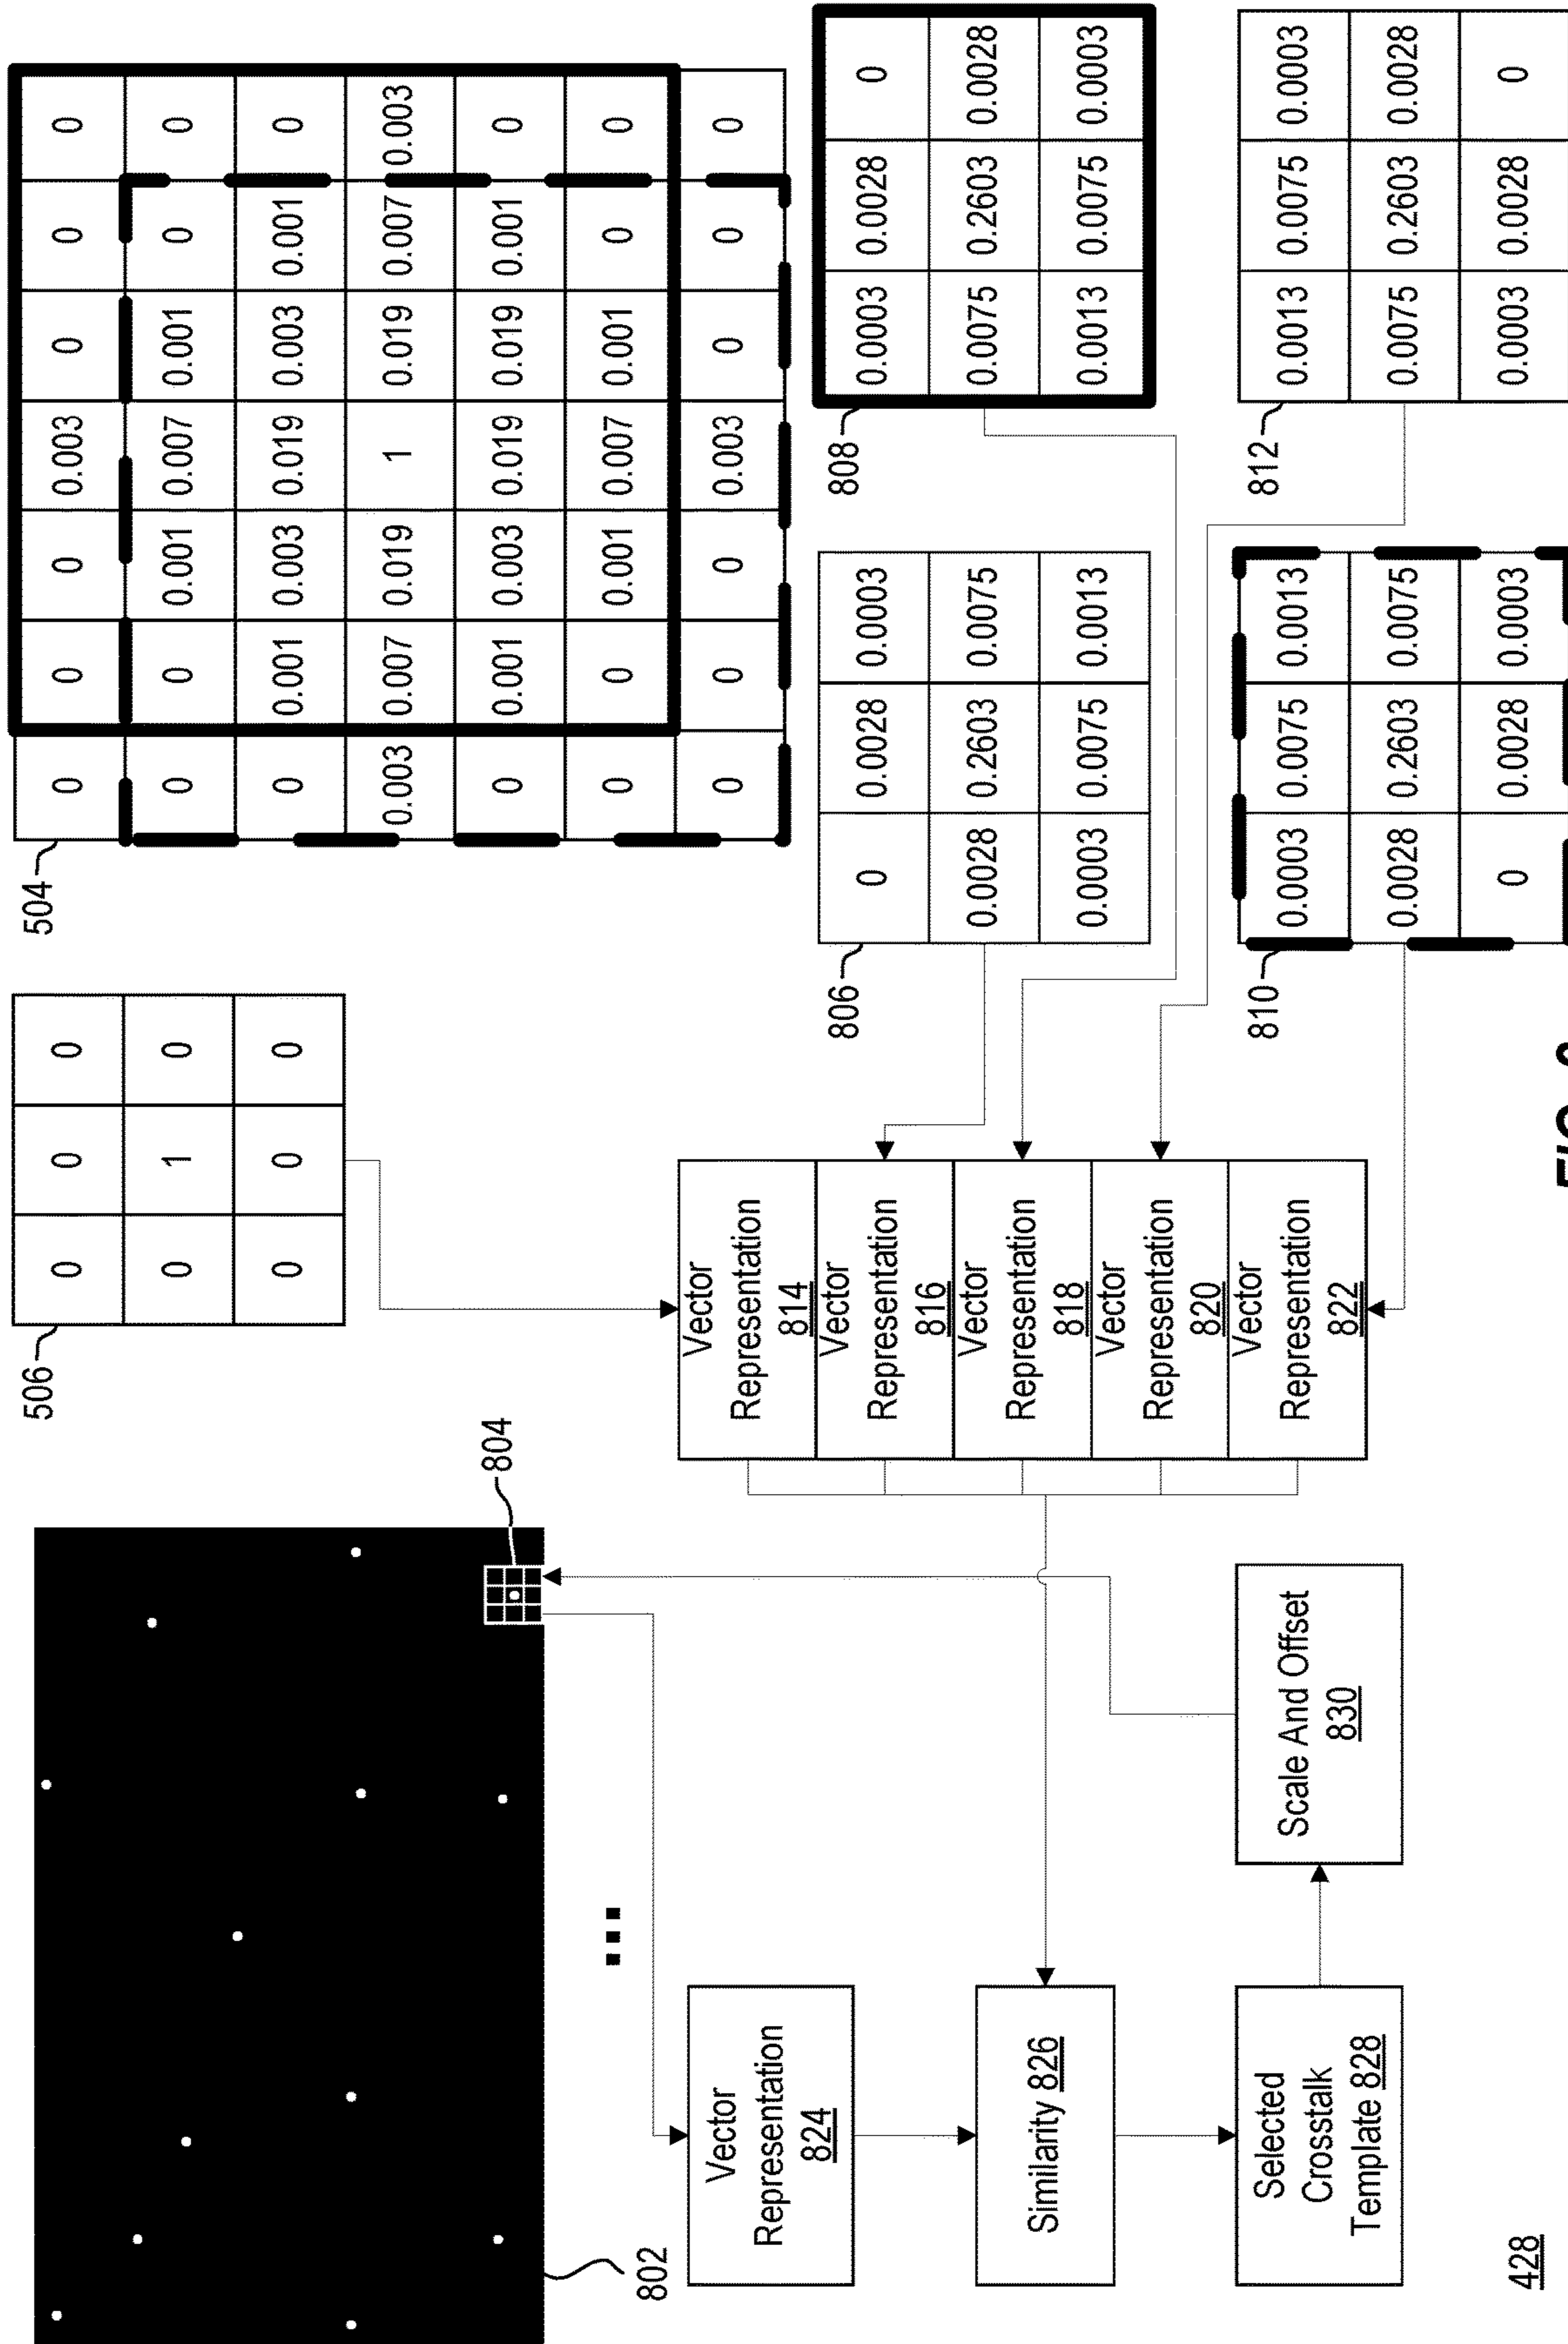 802
804
506
0 0 0
0 1 0
0 0 0
504
0 0 0 0.003 0 0 0
0 0 0.001 0.007 0.001 0 0
0 0.001 0.003 0.019 0.003 0.001 0
0.003 0.007 0.019 1 0.019 0.007 0.003
0 0.001 0.003 0.019 0.019 0.001 0
0 0 0.001 0.007 0.001 0 0
0 0 0 0.003 0 0 0
...
Vector
Representation
824
Similarity 826
Selected
Crosstalk
Template 828
Scale And Offset
830
Vector
Representation
814
Vector
Representation
816
Vector
Representation
818
Vector
Representation
820
Vector
Representation
822
806
0 0.0028 0.0003
0.0028 0.2603 0.0075
0.0003 0.0075 0.0013
808
0.0003 0.0028 0
0.0075 0.2603 0.0028
0.0013 0.0075 0.0003
810
0.0003 0.0075 0.0013
0.0028 0.2603 0.0075
0 0.0028 0.0003
812
0.0013 0.0075 0.0003
0.0075 0.2603 0.0028
0.0003 0.0028 0
428
FIG.